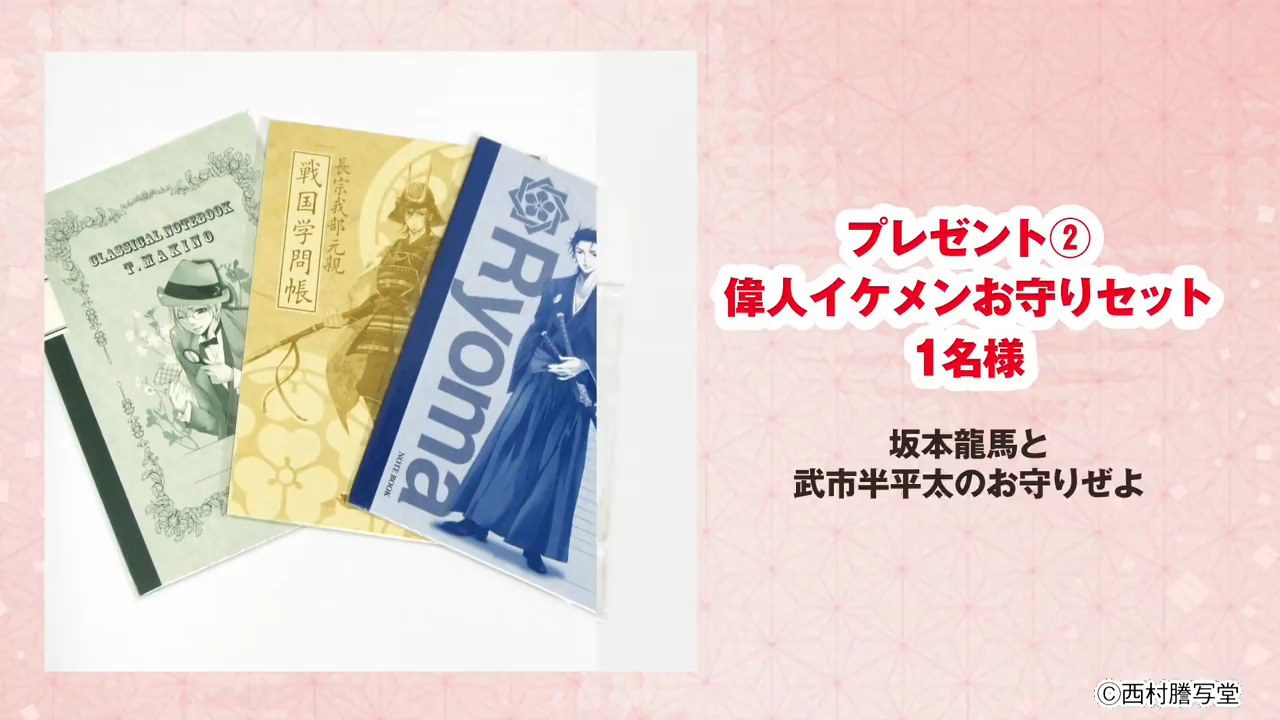 CLASSICAL NOTEBOOK
T.MAKINO
長宗我部元親
戦国学問帳
Ryoma
NOTE BOOK
プレゼント②
偉人イケメンお守りセット
1名様
坂本龍馬と
武市半平太のお守りぜよ
©西村謄写堂